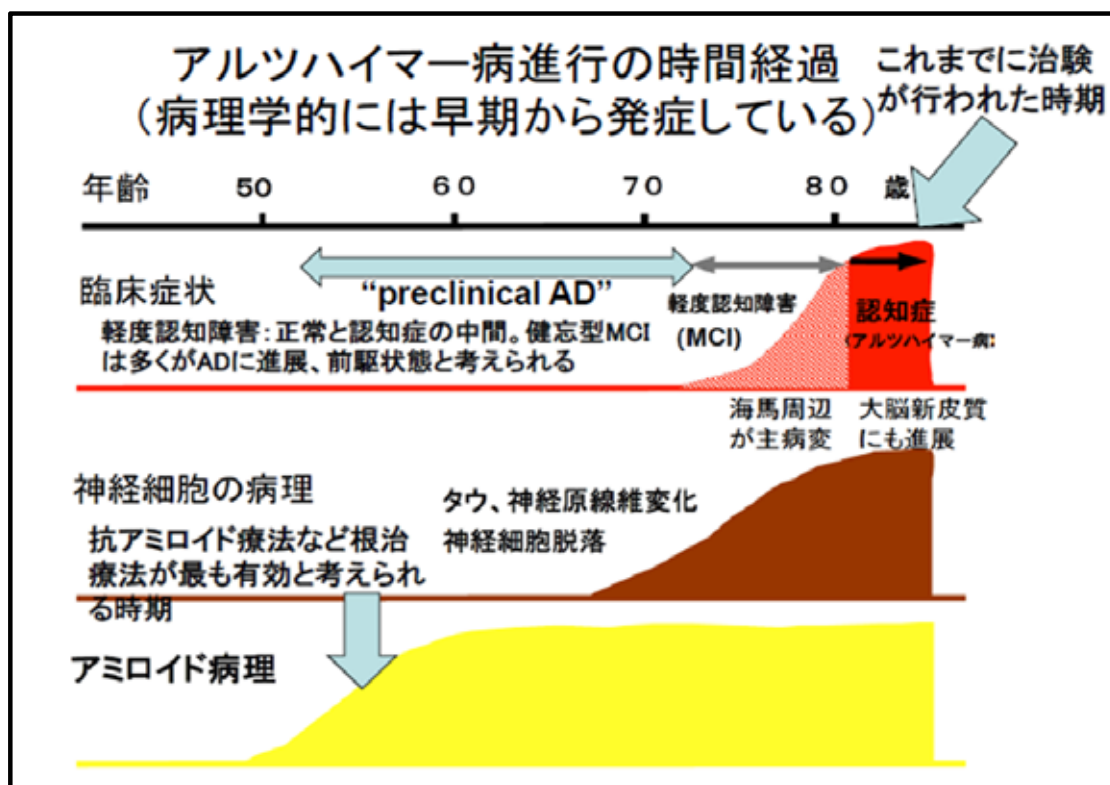 アルツハイマー病進行の時間経過
(病理学的には早期から発症している)
これまでに治験
が行われた時期
年齢 50 60 70 80 歳
臨床症状
“preclinical AD”
軽度認知障害:正常と認知症の中間。健忘型MCI
は多くがADに進展、前駆状態と考えられる
軽度認知障害
(MCI)
認知症
(アルツハイマー病
海馬周辺
が主病変
大脳新皮質
にも進展
神経細胞の病理
タウ、神経原線維変化
神経細胞脱落
抗アミロイド療法など根治
療法が最も有効と考えられ
る時期
アミロイド病理